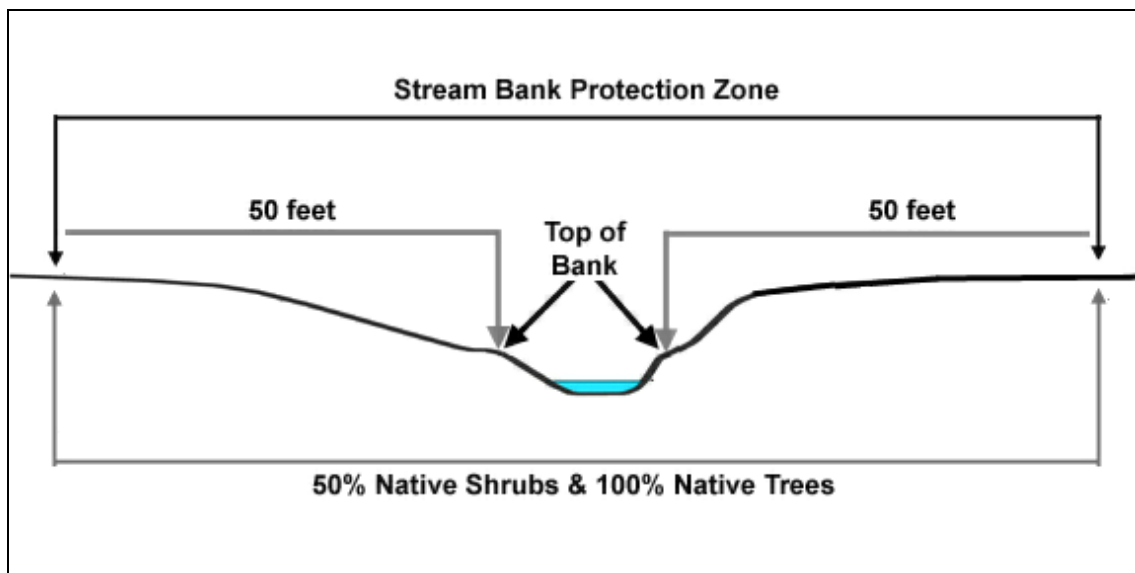 Stream Bank Protection Zone
50 feet
50 feet
Top of
Bank
50% Native Shrubs & 100% Native Trees